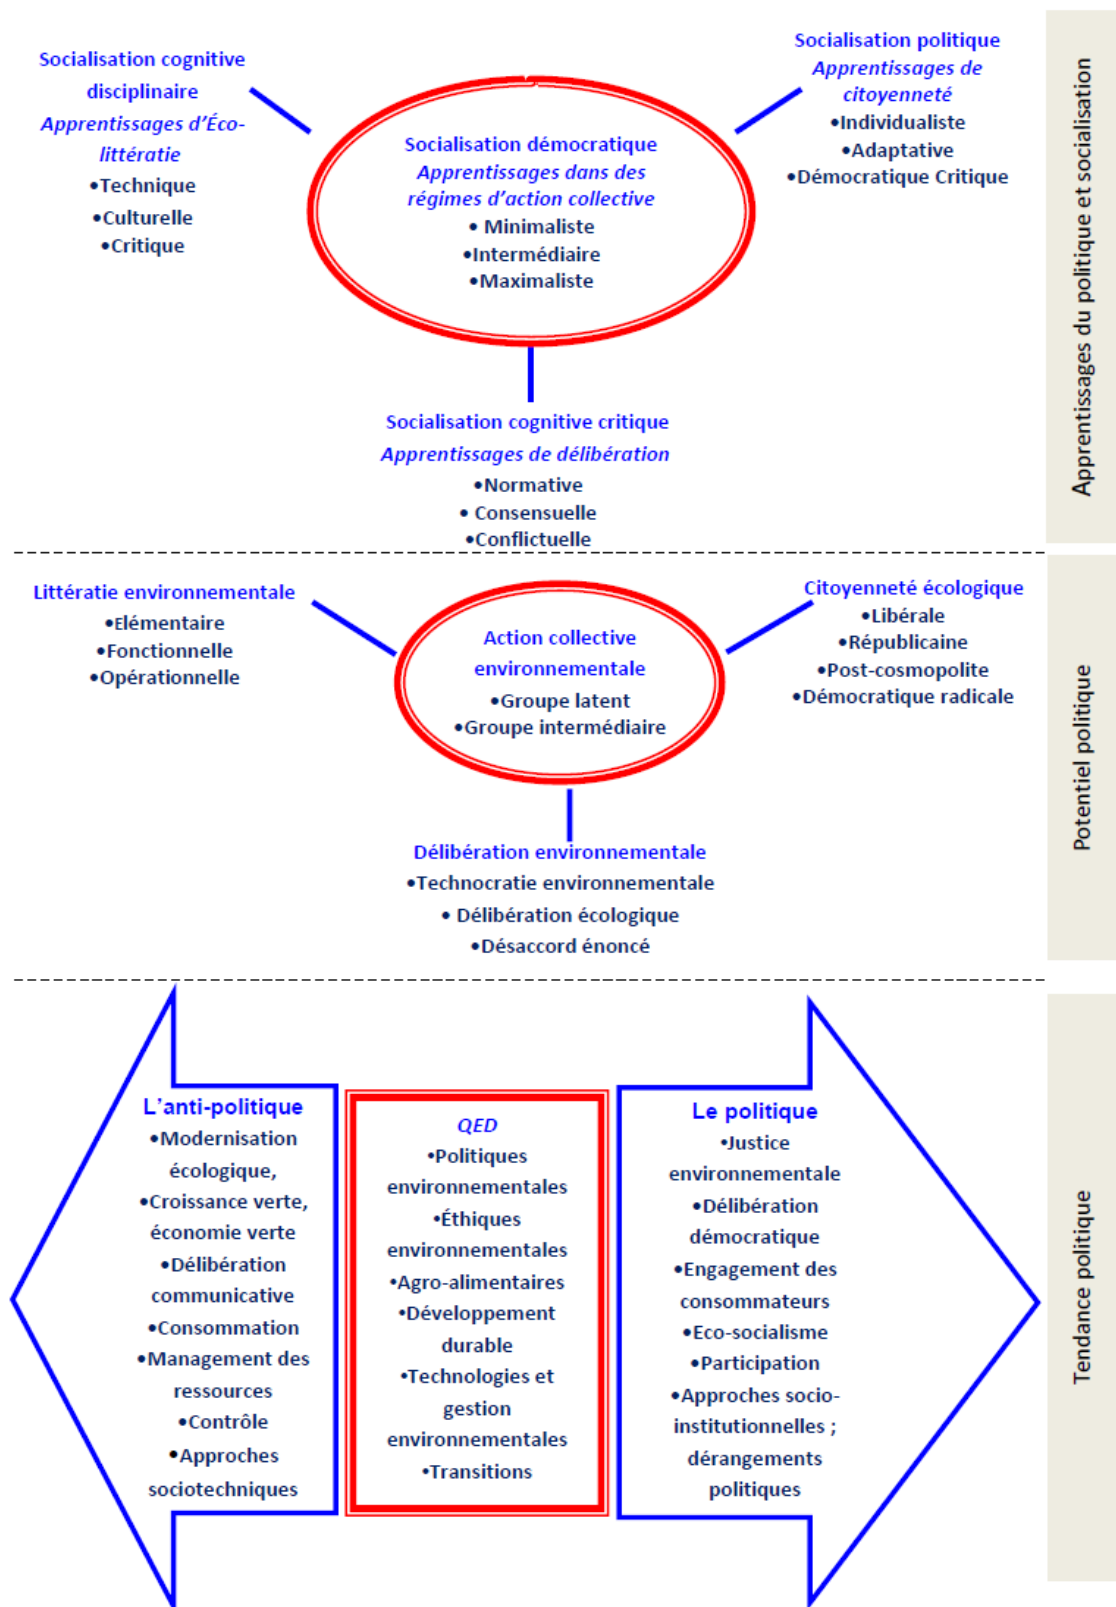 Socialisation cognitive
disciplinaire
Apprentissages d'Éco-
littératie
•Technique
•Culturelle
•Critique
Socialisation démocratique
Apprentissages dans des
régimes d'action collective
• Minimaliste
•Intermédiaire
•Maximaliste
Socialisation politique
Apprentissages de
citoyenneté
•Individualiste
•Adaptative
•Démocratique Critique
Socialisation cognitive critique
Apprentissages de délibération
•Normative
• Consensuelle
•Conflictuelle
Apprentissages du politique et socialisation
Littératie environnementale
•Elémentaire
•Fonctionnelle
•Opérationnelle
Action collective
environnementale
•Groupe latent
•Groupe intermédiaire
Citoyenneté écologique
•Libérale
•Républicaine
•Post-cosmopolite
•Démocratique radicale
Délibération environnementale
•Technocratie environnementale
• Délibération écologique
•Désaccord énoncé
Potentiel politique
L'anti-politique
•Modernisation
écologique,
•Croissance verte,
économie verte
•Délibération
communicative
•Consommation
•Management des
ressources
•Contrôle
•Approches
sociotechniques
QED
•Politiques
environnementales
•Éthiques
environnementales
•Agro-alimentaires
•Développement
durable
•Technologies et
gestion
environnementales
•Transitions
Le politique
•Justice
environnementale
•Délibération
démocratique
•Engagement des
consommateurs
•Eco-socialisme
•Participation
•Approches socio-
institutionnelles ;
dérangements
politiques
Tendance politique